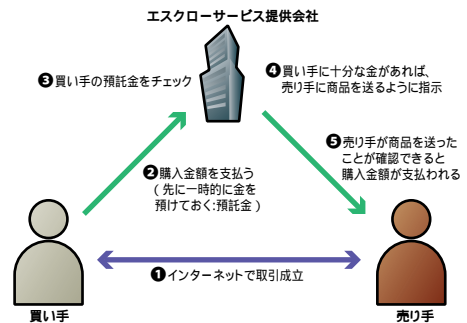 エスクローサービス提供会社
❸買い手の預託金をチェック
❹買い手に十分な金があれば、
売り手に商品を送るように指示
❺売り手が商品を送った
ことが確認できると
購入金額が支払われる
❷購入金額を支払う
(先に一時的に金を
預けておく:預託金)
❶インターネットで取引成立
買い手
売り手